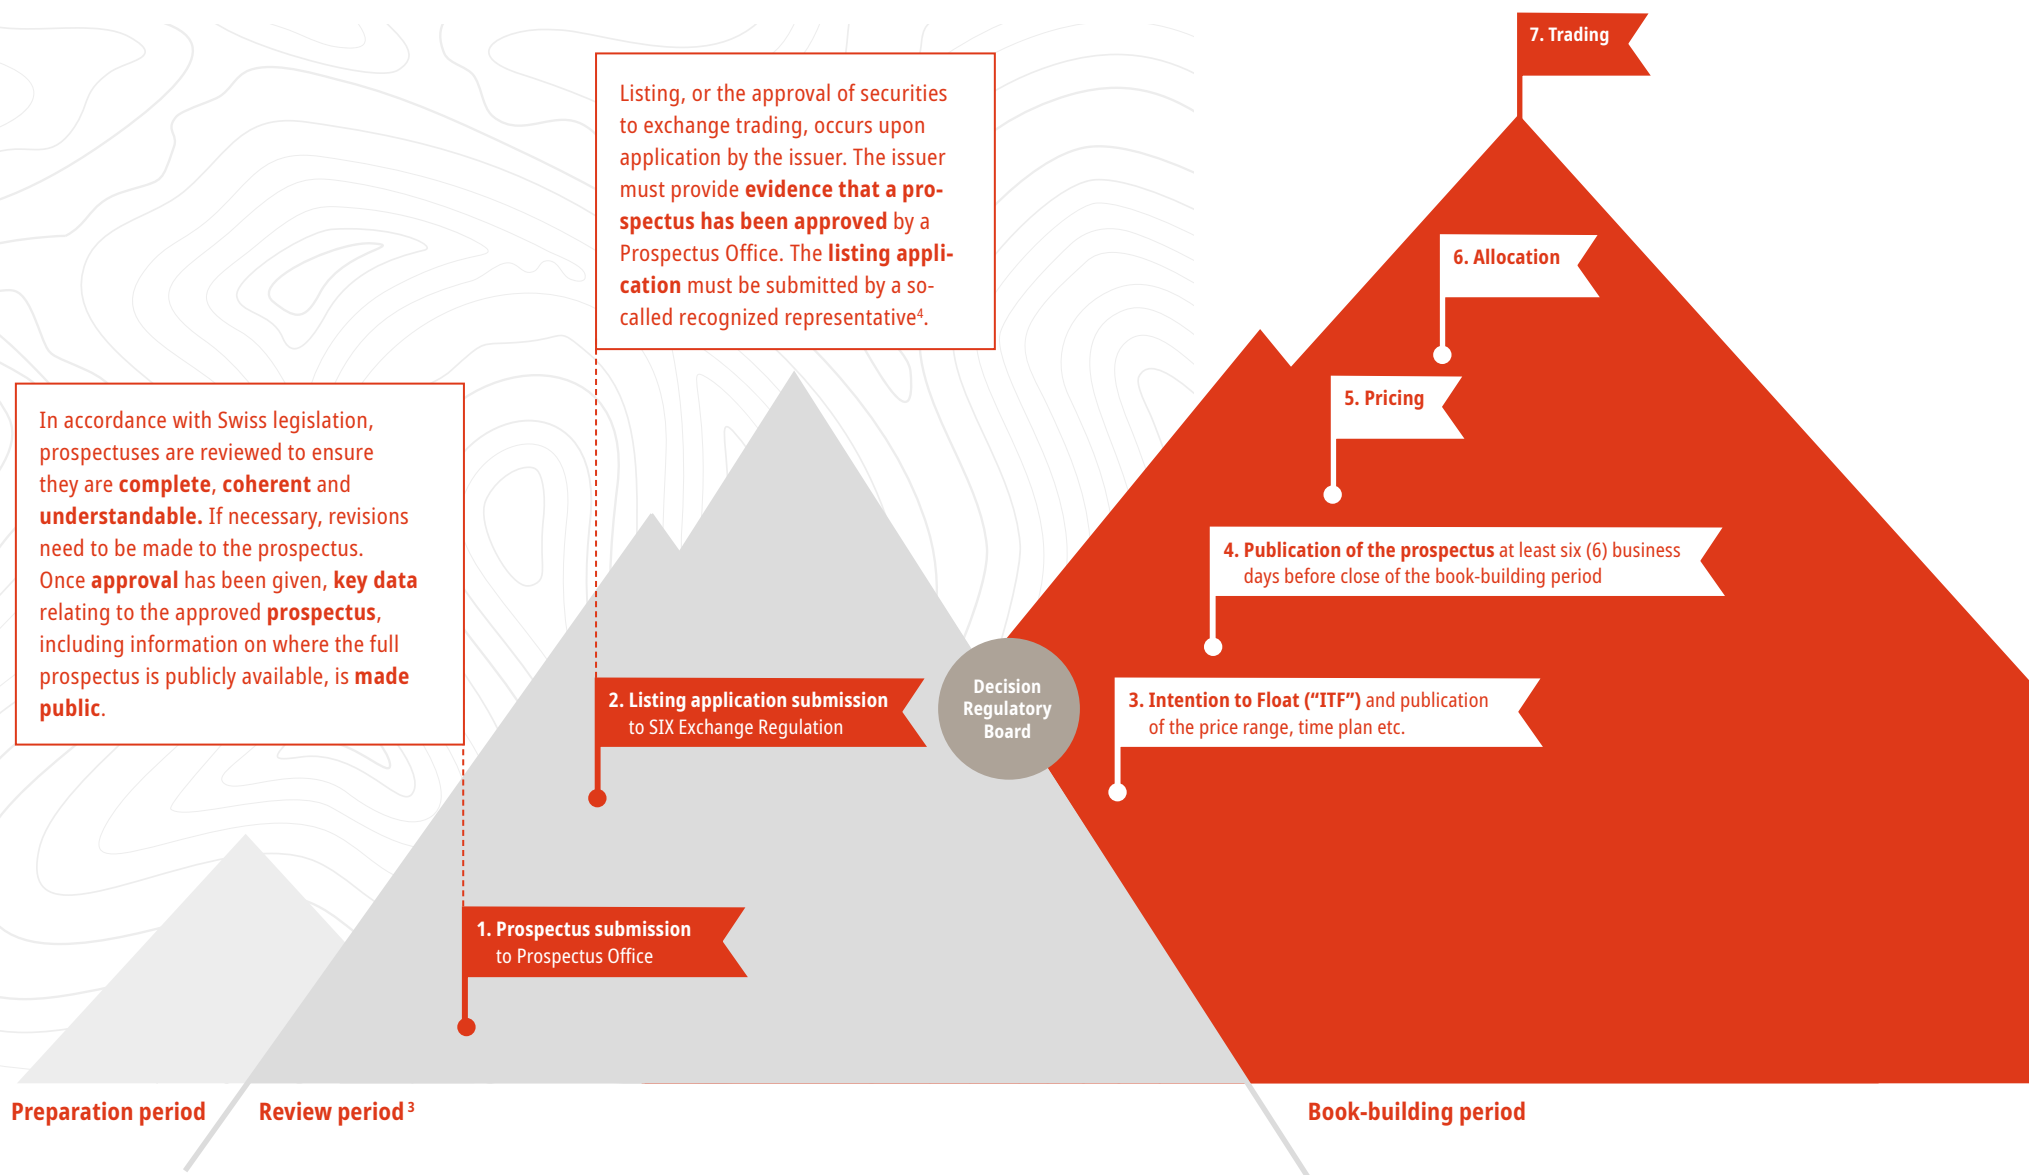 7. Trading
Listing, or the approval of securities
to exchange trading, occurs upon
application by the issuer. The issuer
must provide evidence that a pro-
spectus has been approved by a
Prospectus Office. The listing appli-
cation must be submitted by a so-
called recognized representative⁴.
6. Allocation
5. Pricing
In accordance with Swiss legislation,
prospectuses are reviewed to ensure
they are complete, coherent and
understandable. If necessary, revisions
need to be made to the prospectus.
Once approval has been given, key data
relating to the approved prospectus,
including information on where the full
prospectus is publicly available, is made
public.
4. Publication of the prospectus at least six (6) business
days before close of the book-building period
2. Listing application submission
to SIX Exchange Regulation
Decision
Regulatory
Board
3. Intention to Float (“ITF”) and publication
of the price range, time plan etc.
1. Prospectus submission
to Prospectus Office
Preparation period
Review period³
Book-building period